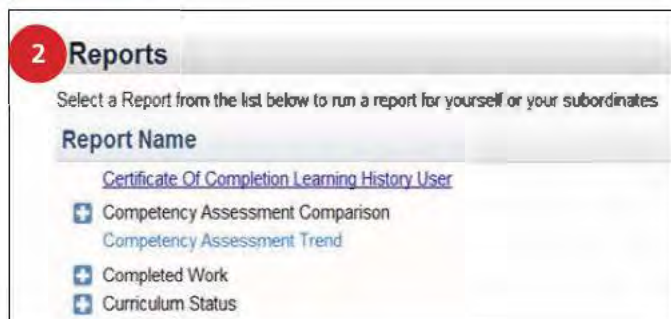 2 Reports
Select a Report from the list below to run a report for yourself or your subordinates
Report Name
Certificate Of Completion Learning History User
Competency Assessment Comparison
Competency Assessment Trend
Completed Work
Curriculum Status